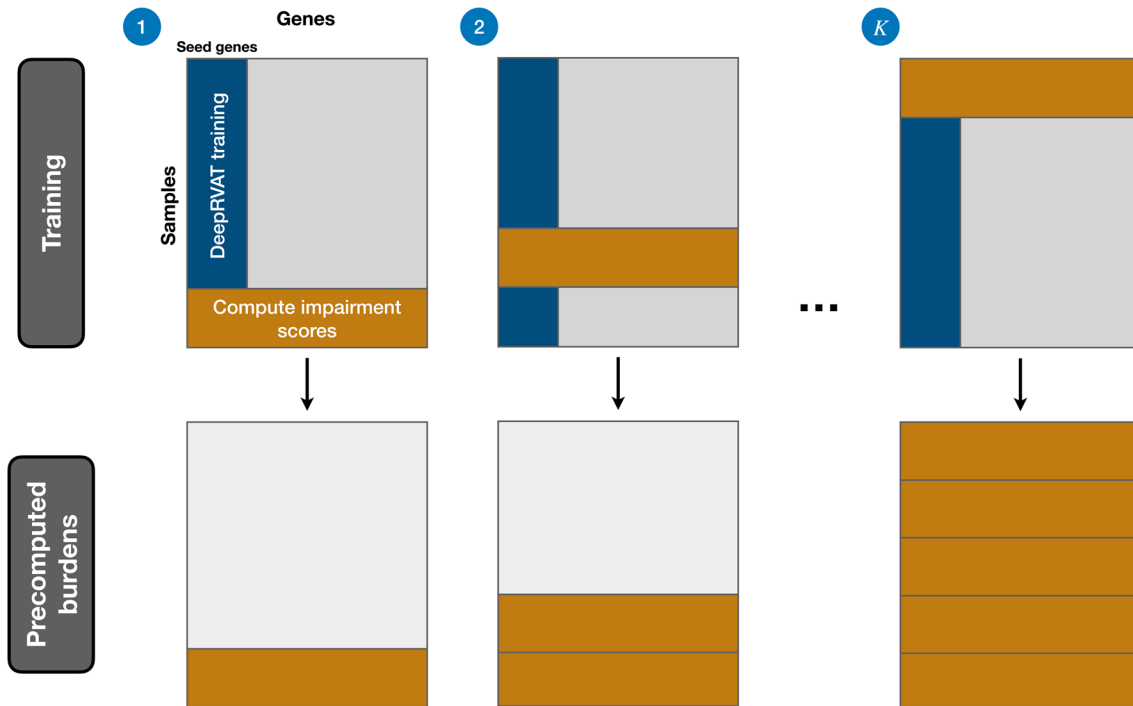 1
Genes
2
K
Seed genes
Training
Samples
DeepRVAT training
Compute impairment
scores
...
Precomputed
burdens